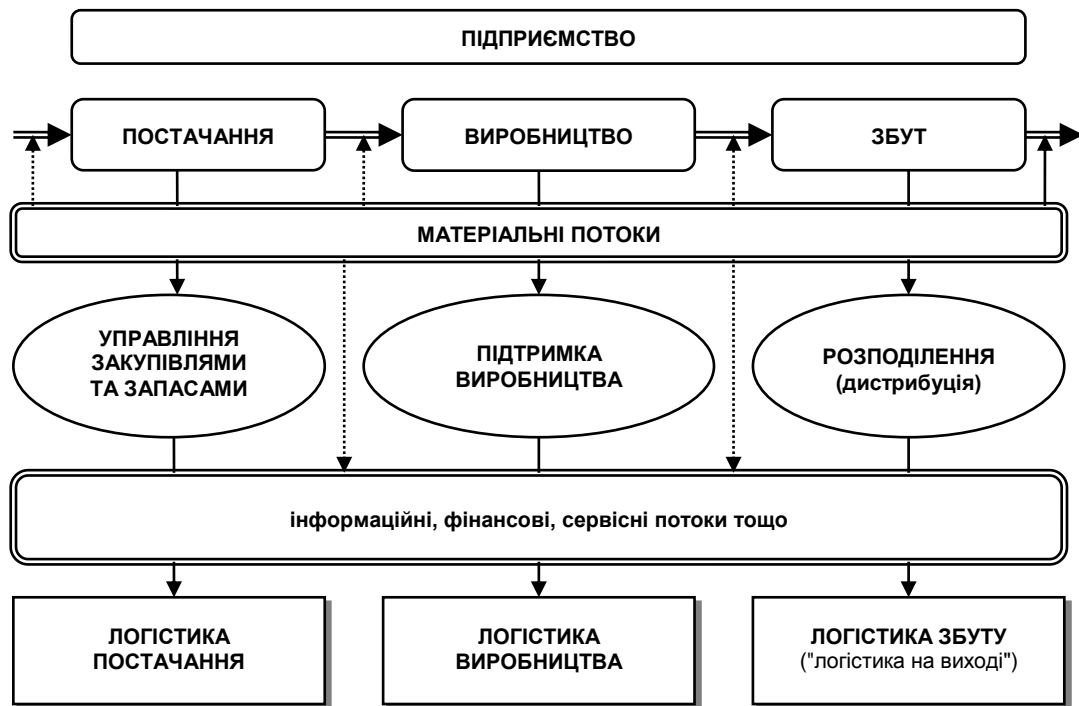 ПІДПРИЄМСТВО
ПОСТАЧАННЯ
ВИРОБНИЦТВО
ЗБУТ
МАТЕРІАЛЬНІ ПОТОКИ
УПРАВЛІННЯ
ЗАКУПІВЛЯМИ
ТА ЗАПАСАМИ
ПІДТРИМКА
ВИРОБНИЦТВА
РОЗПОДІЛЕННЯ
(дистрибуція)
інформаційні, фінансові, сервісні потоки тощо
ЛОГІСТИКА
ПОСТАЧАННЯ
ЛОГІСТИКА
ВИРОБНИЦТВА
ЛОГІСТИКА ЗБУТУ
("логістика на виході")